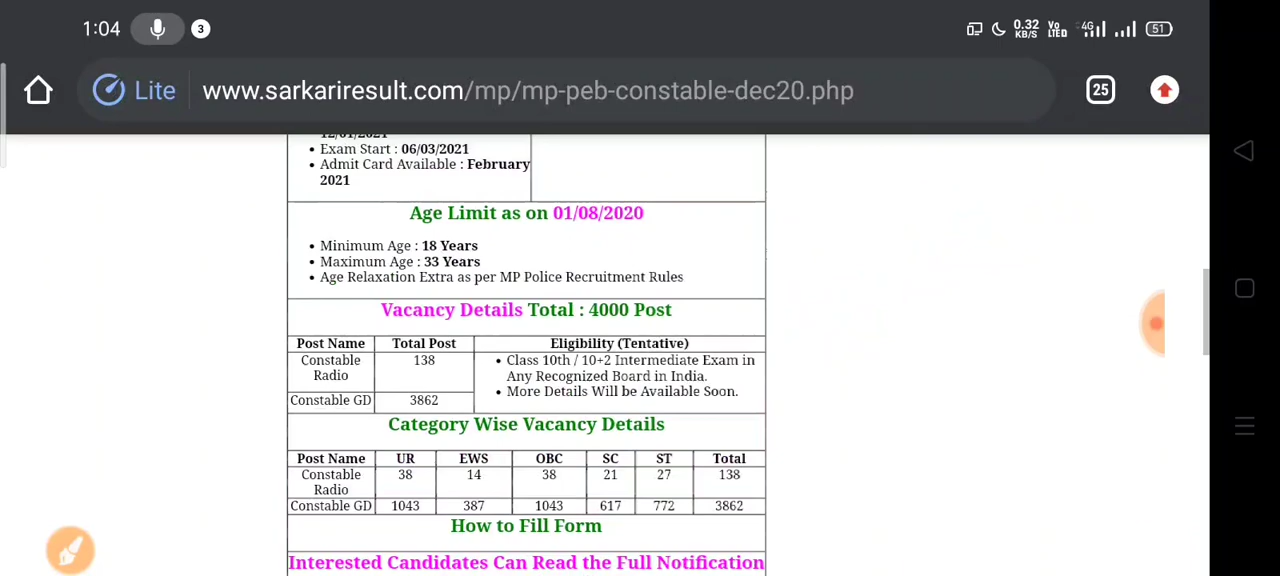 1:04 3 0.32 KB/S Vo LTED 4G 51
Lite www.sarkariresult.com/mp/mp-peb-constable-dec20.php 25
12/01/2021
• Exam Start : 06/03/2021
• Admit Card Available : February
2021
Age Limit as on 01/08/2020
• Minimum Age : 18 Years
• Maximum Age : 33 Years
• Age Relaxation Extra as per MP Police Recruitment Rules
Vacancy Details Total : 4000 Post
Post Name Total Post Eligibility (Tentative)
Constable Radio 138 • Class 10th / 10+2 Intermediate Exam in
Any Recognized Board in India.
• More Details Will be Available Soon.
Constable GD 3862
Category Wise Vacancy Details
Post Name UR EWS OBC SC ST Total
Constable Radio 38 14 38 21 27 138
Constable GD 1043 387 1043 617 772 3862
How to Fill Form
Interested Candidates Can Read the Full Notification